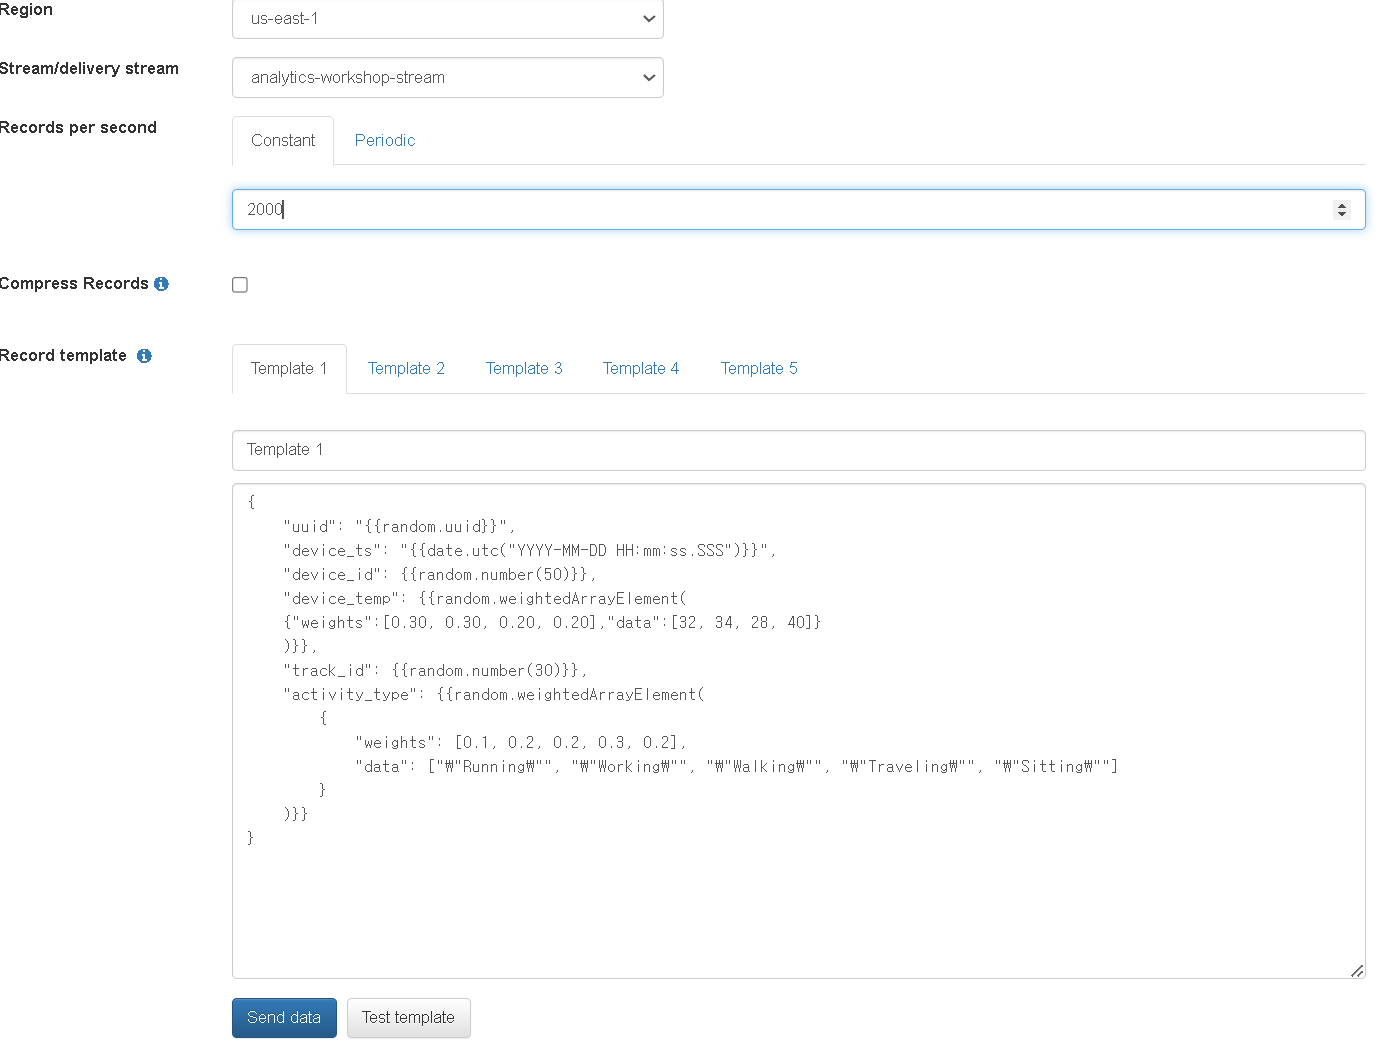 Region
us-east-1
Stream/delivery stream
analytics-workshop-stream
Records per second
Constant Periodic
2000
Compress Records
Record template
Template 1 Template 2 Template 3 Template 4 Template 5
Template 1
{
    "uuid": "{{random.uuid}}",
    "device_ts": "{{date.utc("YYYY-MM-DD HH:mm:ss.SSS")}}",
    "device_id": {{random.number(50)}},
    "device_temp": {{random.weightedArrayElement(
    {"weights":[0.30, 0.30, 0.20, 0.20],"data":[32, 34, 28, 40]}
    )}},
    "track_id": {{random.number(30)}},
    "activity_type": {{random.weightedArrayElement(
        {
            "weights": [0.1, 0.2, 0.2, 0.3, 0.2],
            "data": ["₩"Running₩"", "₩"Working₩"", "₩"Walking₩"", "₩"Traveling₩"", "₩"Sitting₩""]
        }
    )}}
}
Send data Test template